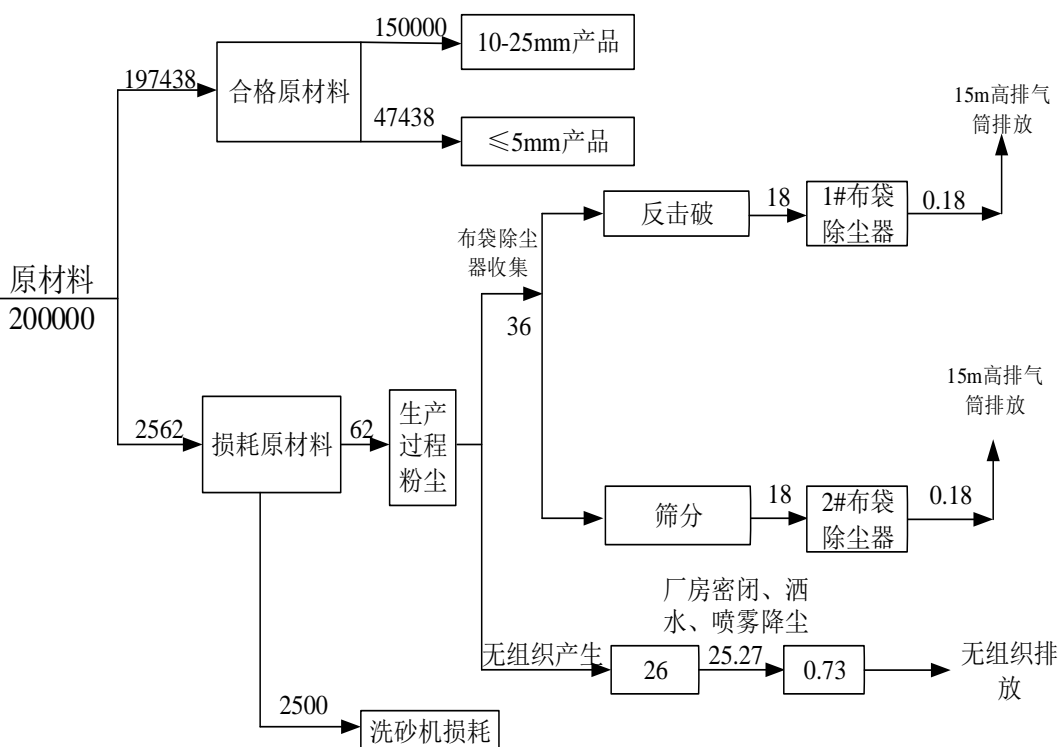 150000
10-25mm产品
197438
合格原材料
47438
≤5mm产品
15m高排气
筒排放
反击破
18
1#布袋
除尘器
0.18
布袋除尘
器收集
36
原材料
200000
15m高排气
筒排放
2562
损耗原材料
62
生产
过程
粉尘
筛分
18
2#布袋
除尘器
0.18
厂房密闭、洒
水、喷雾降尘
无组织产生
26
25.27
0.73
无组织排
放
2500
洗砂机损耗